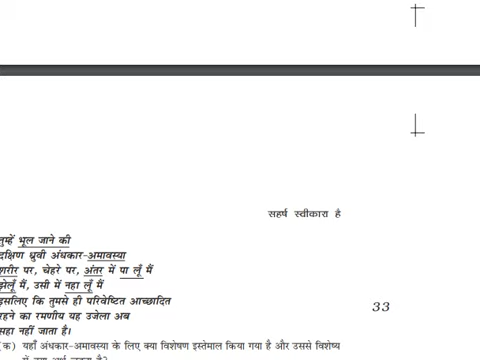 सहर्ष स्वीकारा है
तुम्हें भूल जाने की
दक्षिण ध्रुवी अंधकार-अमावस्या
शरीर पर, चेहरे पर, अंतर में पा लूँ मैं
झेलूँ मैं, उसी में नहा लूँ मैं
इसलिए कि तुमसे ही परिवेष्टित आच्छादित
रहने का रमणीय यह उजेला अब
33
सहा नहीं जाता है।
(क) यहाँ अंधकार-अमावस्या के लिए क्या विशेषण इस्तेमाल किया गया है और उससे विशेष्य